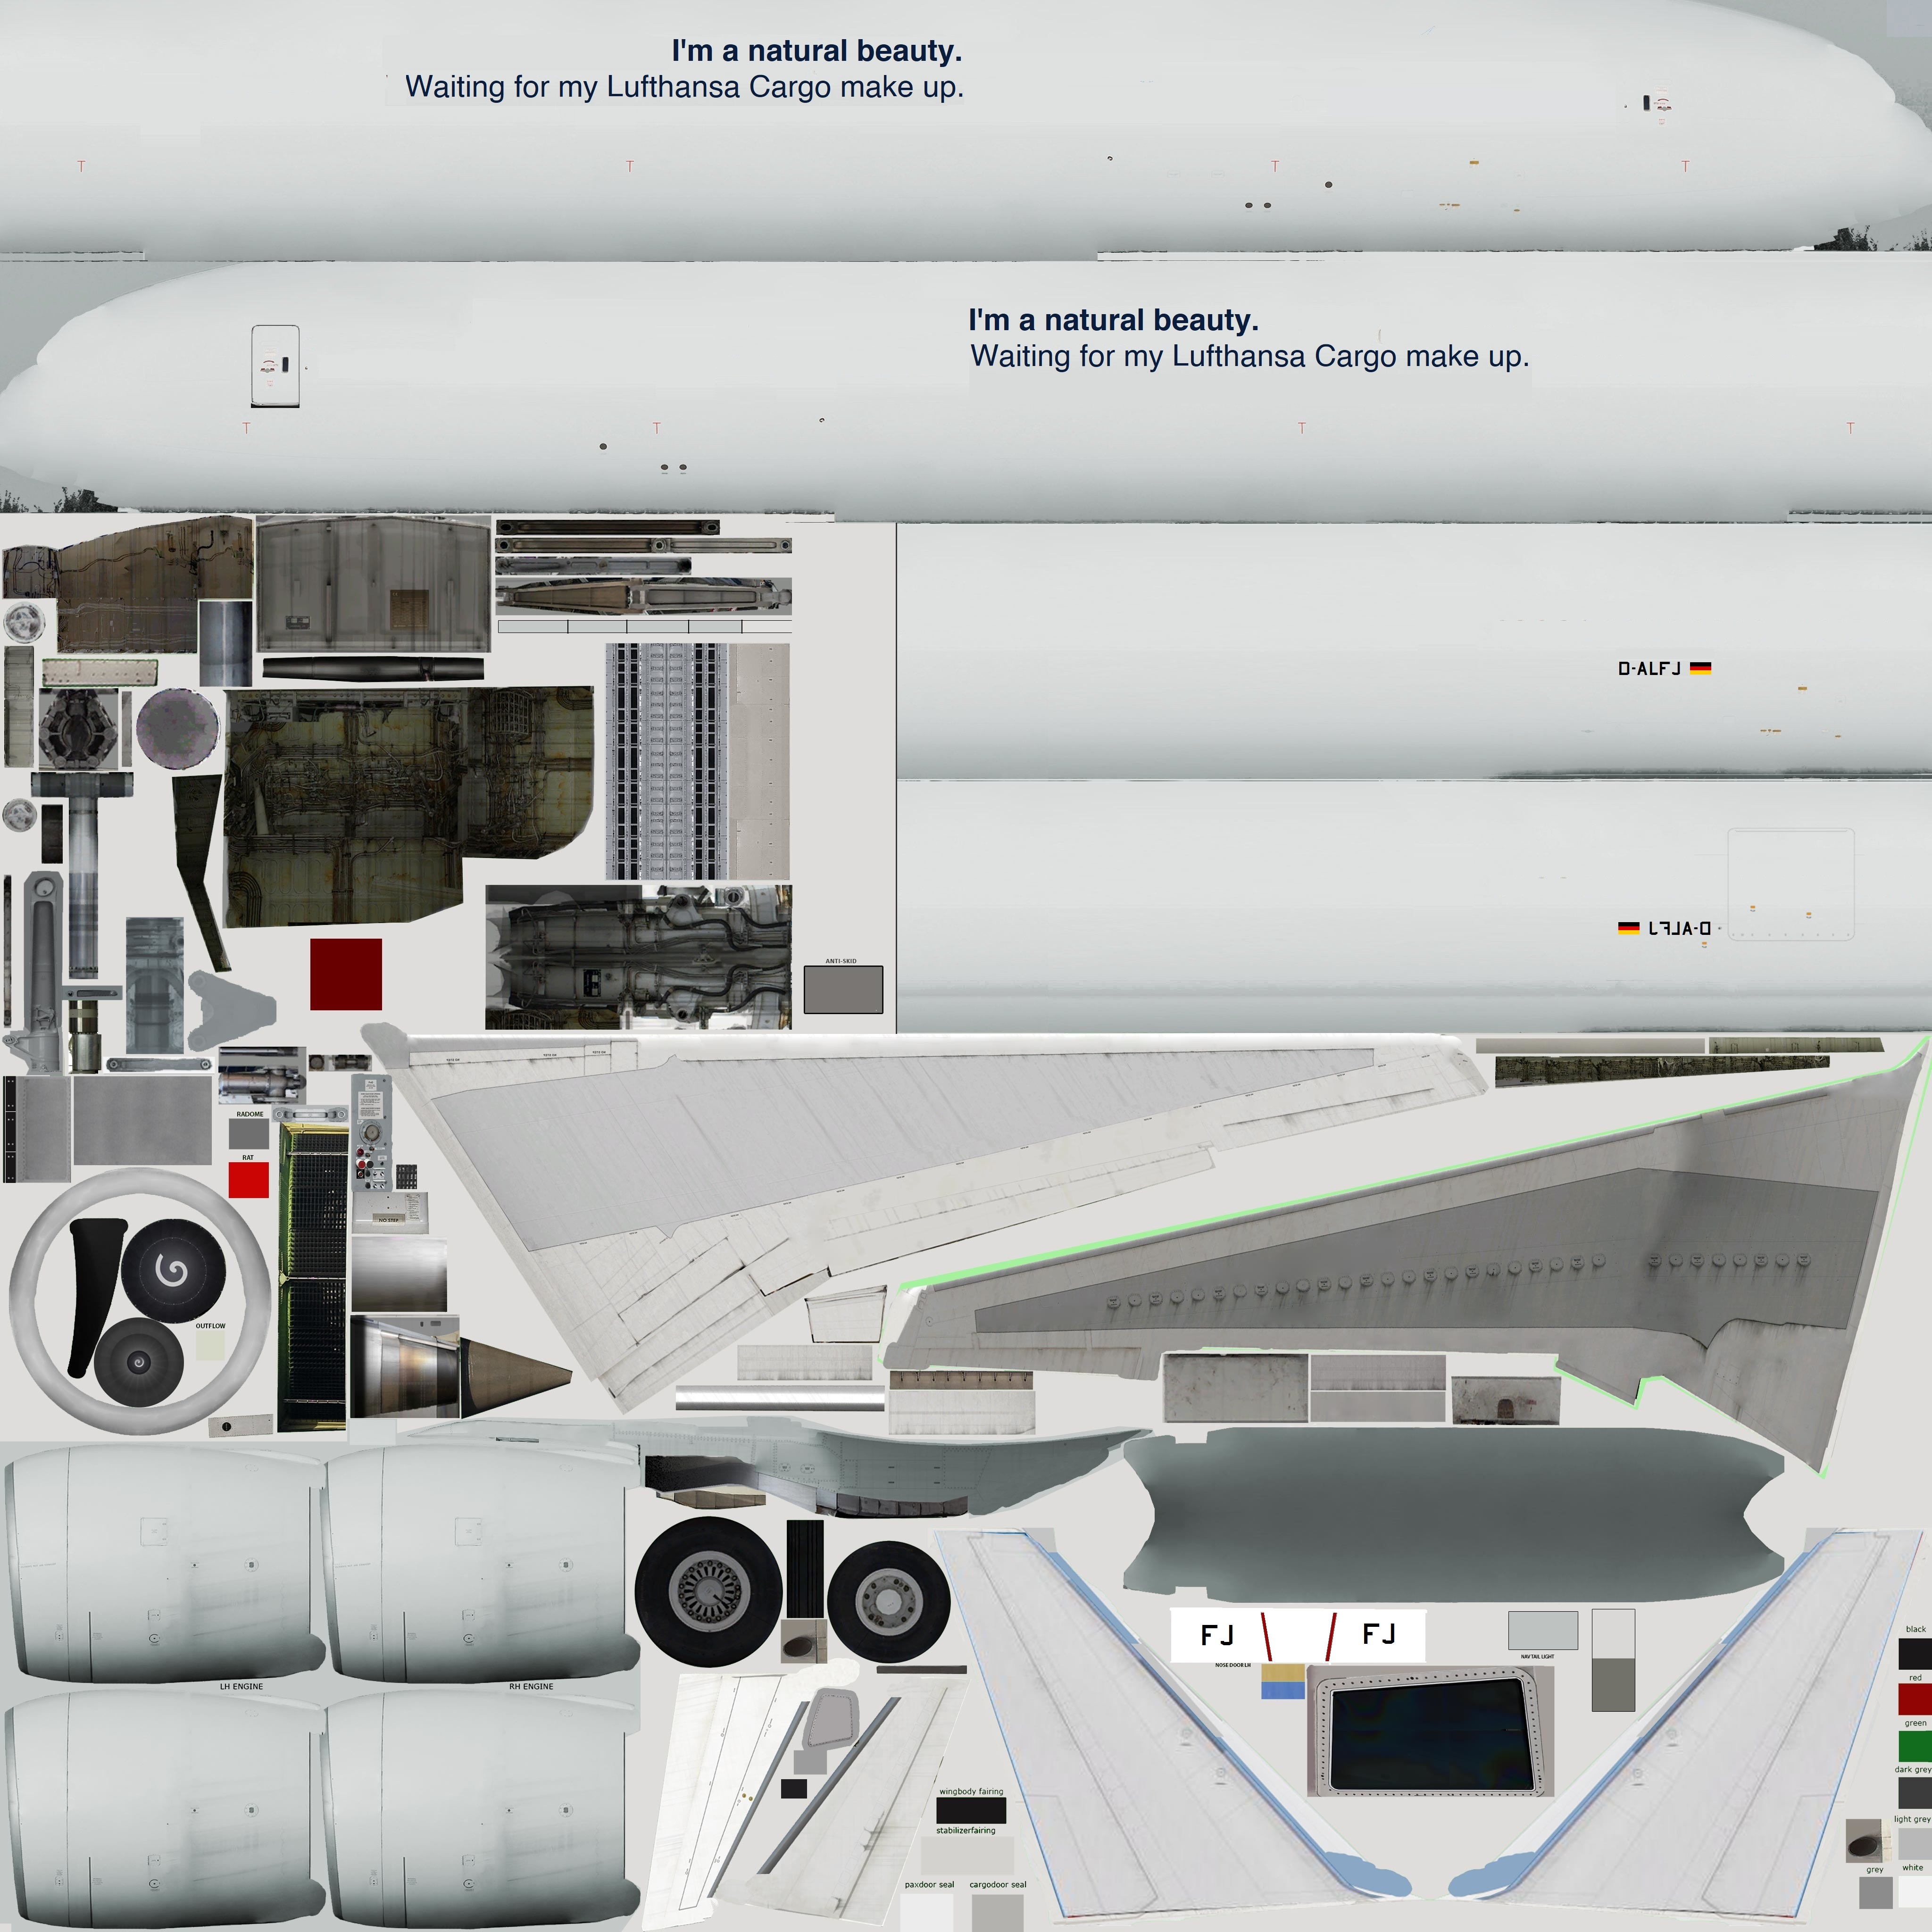 I'm a natural beauty.
Waiting for my Lufthansa Cargo make up.
T
T
T
T
I'm a natural beauty.
Waiting for my Lufthansa Cargo make up.
T
T
T
T
D-ALFJ
D-ALFJ
ANTI-SKID
RADOME
RAT
NO STEP
OUTFLOW
LH ENGINE
RH ENGINE
FJ
FJ
NOSE DOOR LH
NAV TAIL LIGHT
black
red
green
dark grey
light grey
wingbody fairing
stabilizerfairing
grey
white
paxdoor seal
cargodoor seal